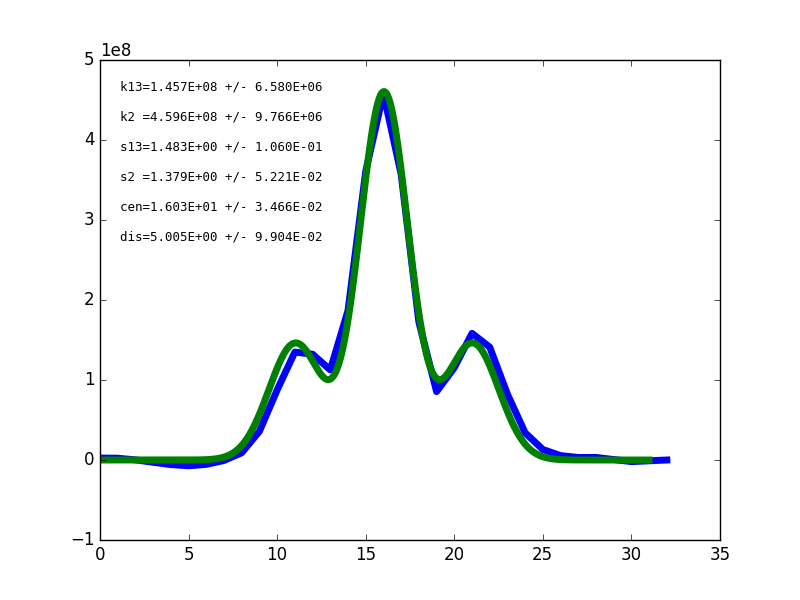 1e8
5
k13=1.457E+08 +/- 6.580E+06
k2 =4.596E+08 +/- 9.766E+06
4
s13=1.483E+00 +/- 1.060E-01
s2 =1.379E+00 +/- 5.221E-02
cen=1.603E+01 +/- 3.466E-02
3
dis=5.005E+00 +/- 9.904E-02
2
1
0
−1
0 5 10 15 20 25 30 35